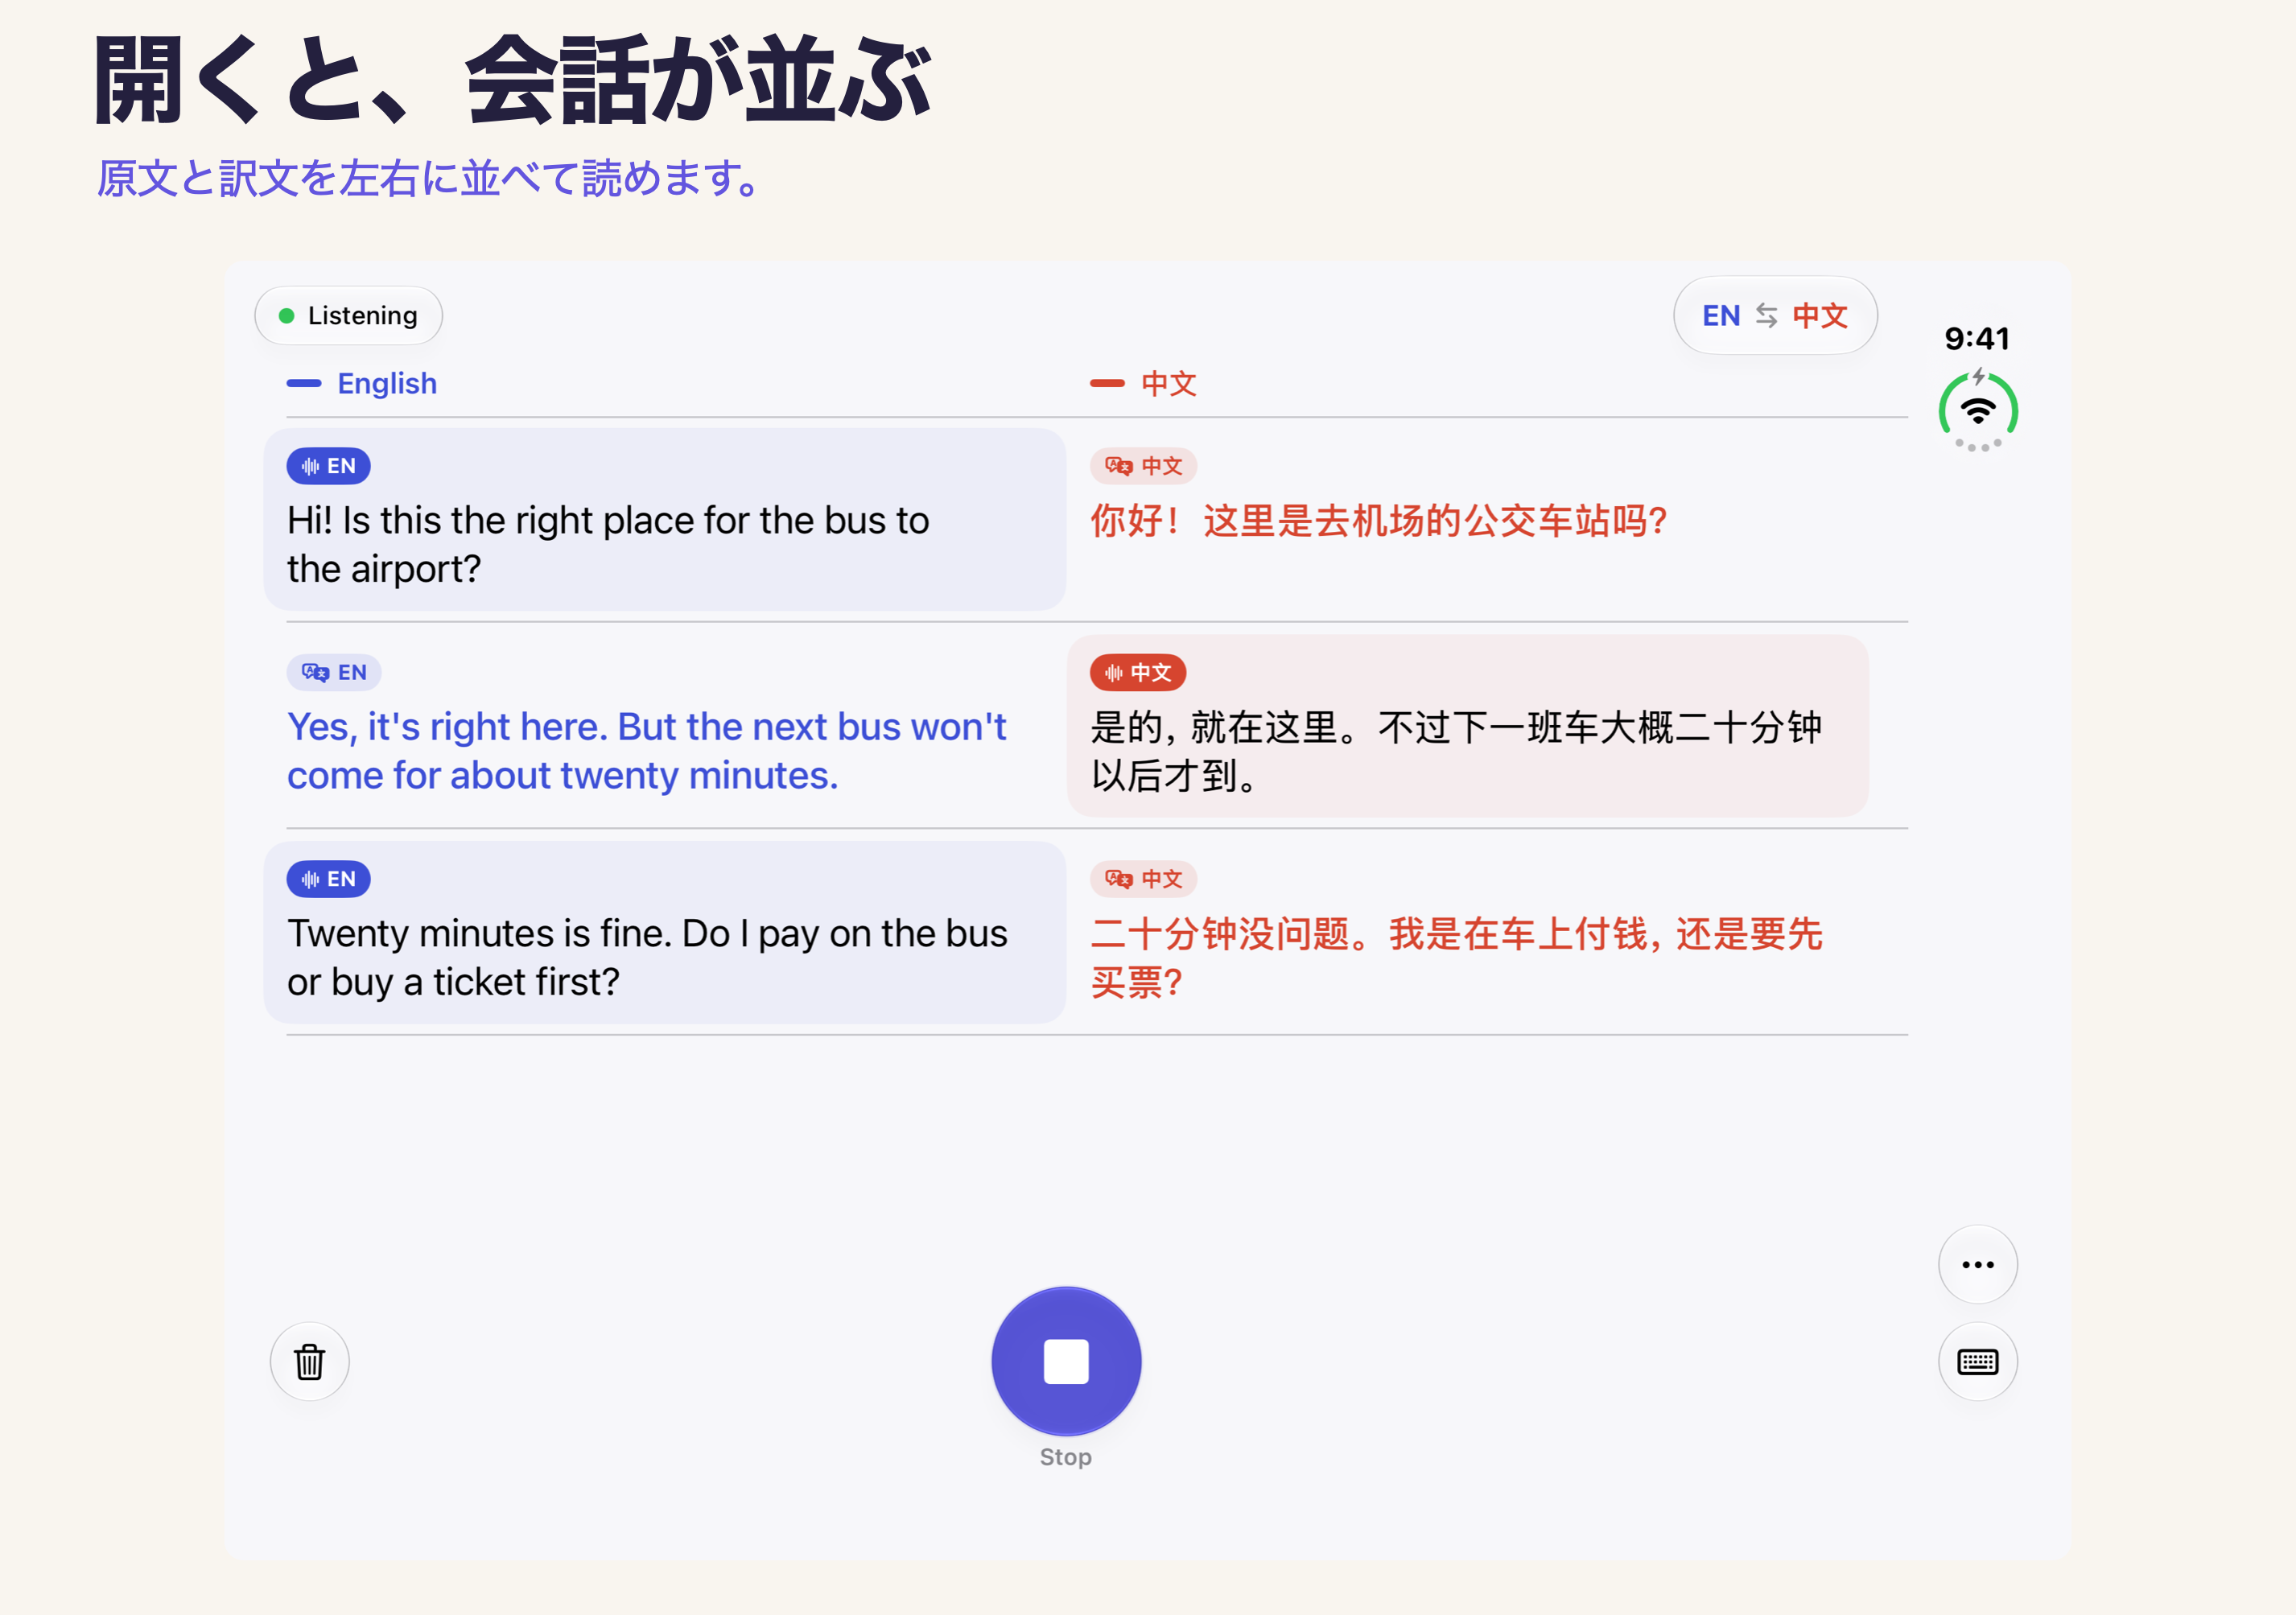 開くと、会話が並ぶ
原文と訳文を左右に並べて読めます。
Listening
EN 中文
9:41
English
中文
EN
Hi! Is this the right place for the bus to
the airport?
中文
你好！这里是去机场的公交车站吗?
EN
Yes, it's right here. But the next bus won't
come for about twenty minutes.
中文
是的, 就在这里。不过下一班车大概二十分钟
以后才到。
EN
Twenty minutes is fine. Do I pay on the bus
or buy a ticket first?
中文
二十分钟没问题。我是在车上付钱, 还是要先
买票?
Stop